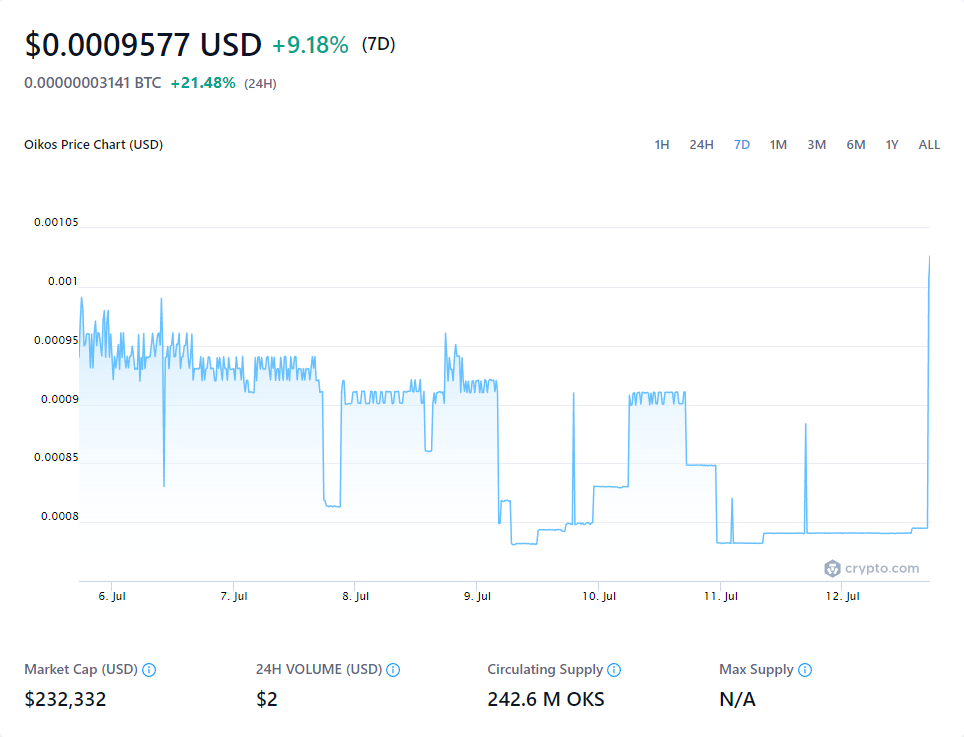 $0.0009577 USD +9.18% (7D)
0.00000003141 BTC +21.48% (24H)
Oikos Price Chart (USD) 1H 24H 7D 1M 3M 6M 1Y ALL
0.00105
0.001
0.00095
0.0009
0.00085
0.0008
crypto.com
6. Jul 7. Jul 8. Jul 9. Jul 10. Jul 11. Jul 12. Jul
Market Cap (USD) 24H VOLUME (USD) Circulating Supply Max Supply
$232,332 $2 242.6 M OKS N/A